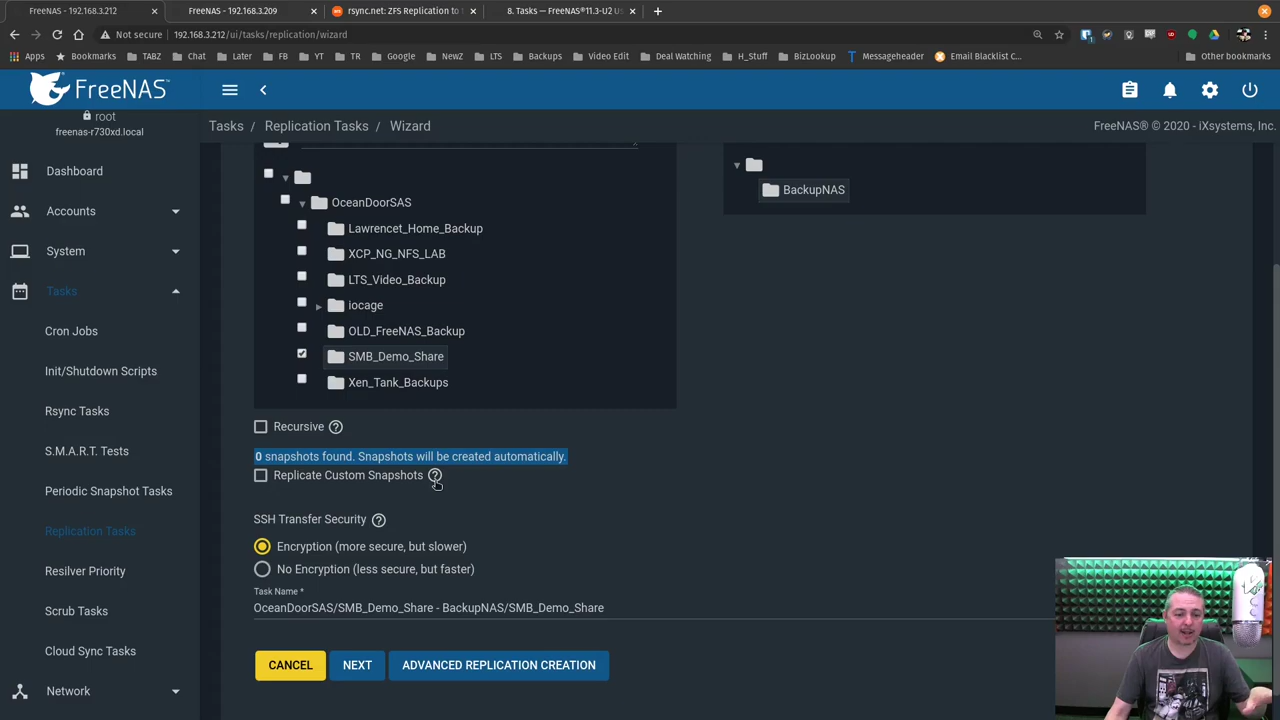 FreeNAS - 192.168.3.212
FreeNAS - 192.168.3.209
rsync.net: ZFS Replication to
8. Tasks — FreeNAS®11.3-U2 Us
Not secure
192.168.3.212/ui/tasks/replication/wizard
Apps
Bookmarks
TABZ
Chat
Later
FB
YT
TR
Google
NewZ
LTS
Backups
Video Edit
Deal Watching
H_Stuff
BizLookup
Messageheader
Email Blacklist C...
Other bookmarks
FreeNAS
root
freenas-r730xd.local
Tasks / Replication Tasks / Wizard
FreeNAS® © 2020 - iXsystems, Inc.
Dashboard
Accounts
System
Tasks
Cron Jobs
Init/Shutdown Scripts
Rsync Tasks
S.M.A.R.T. Tests
Periodic Snapshot Tasks
Replication Tasks
Resilver Priority
Scrub Tasks
Cloud Sync Tasks
Network
OceanDoorSAS
Lawrencet_Home_Backup
XCP_NG_NFS_LAB
LTS_Video_Backup
iocage
OLD_FreeNAS_Backup
SMB_Demo_Share
Xen_Tank_Backups
BackupNAS
Recursive
0 snapshots found. Snapshots will be created automatically.
Replicate Custom Snapshots
SSH Transfer Security
Encryption (more secure, but slower)
No Encryption (less secure, but faster)
Task Name *
OceanDoorSAS/SMB_Demo_Share - BackupNAS/SMB_Demo_Share
CANCEL
NEXT
ADVANCED REPLICATION CREATION